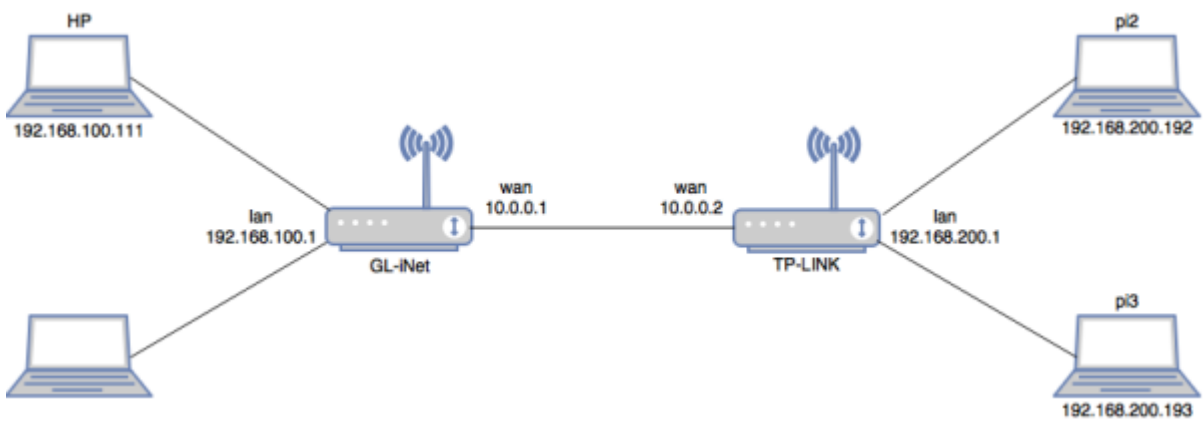 HP
192.168.100.111
lan
192.168.100.1
GL-iNet
wan
10.0.0.1
wan
10.0.0.2
TP-LINK
lan
192.168.200.1
pi2
192.168.200.192
pi3
192.168.200.193